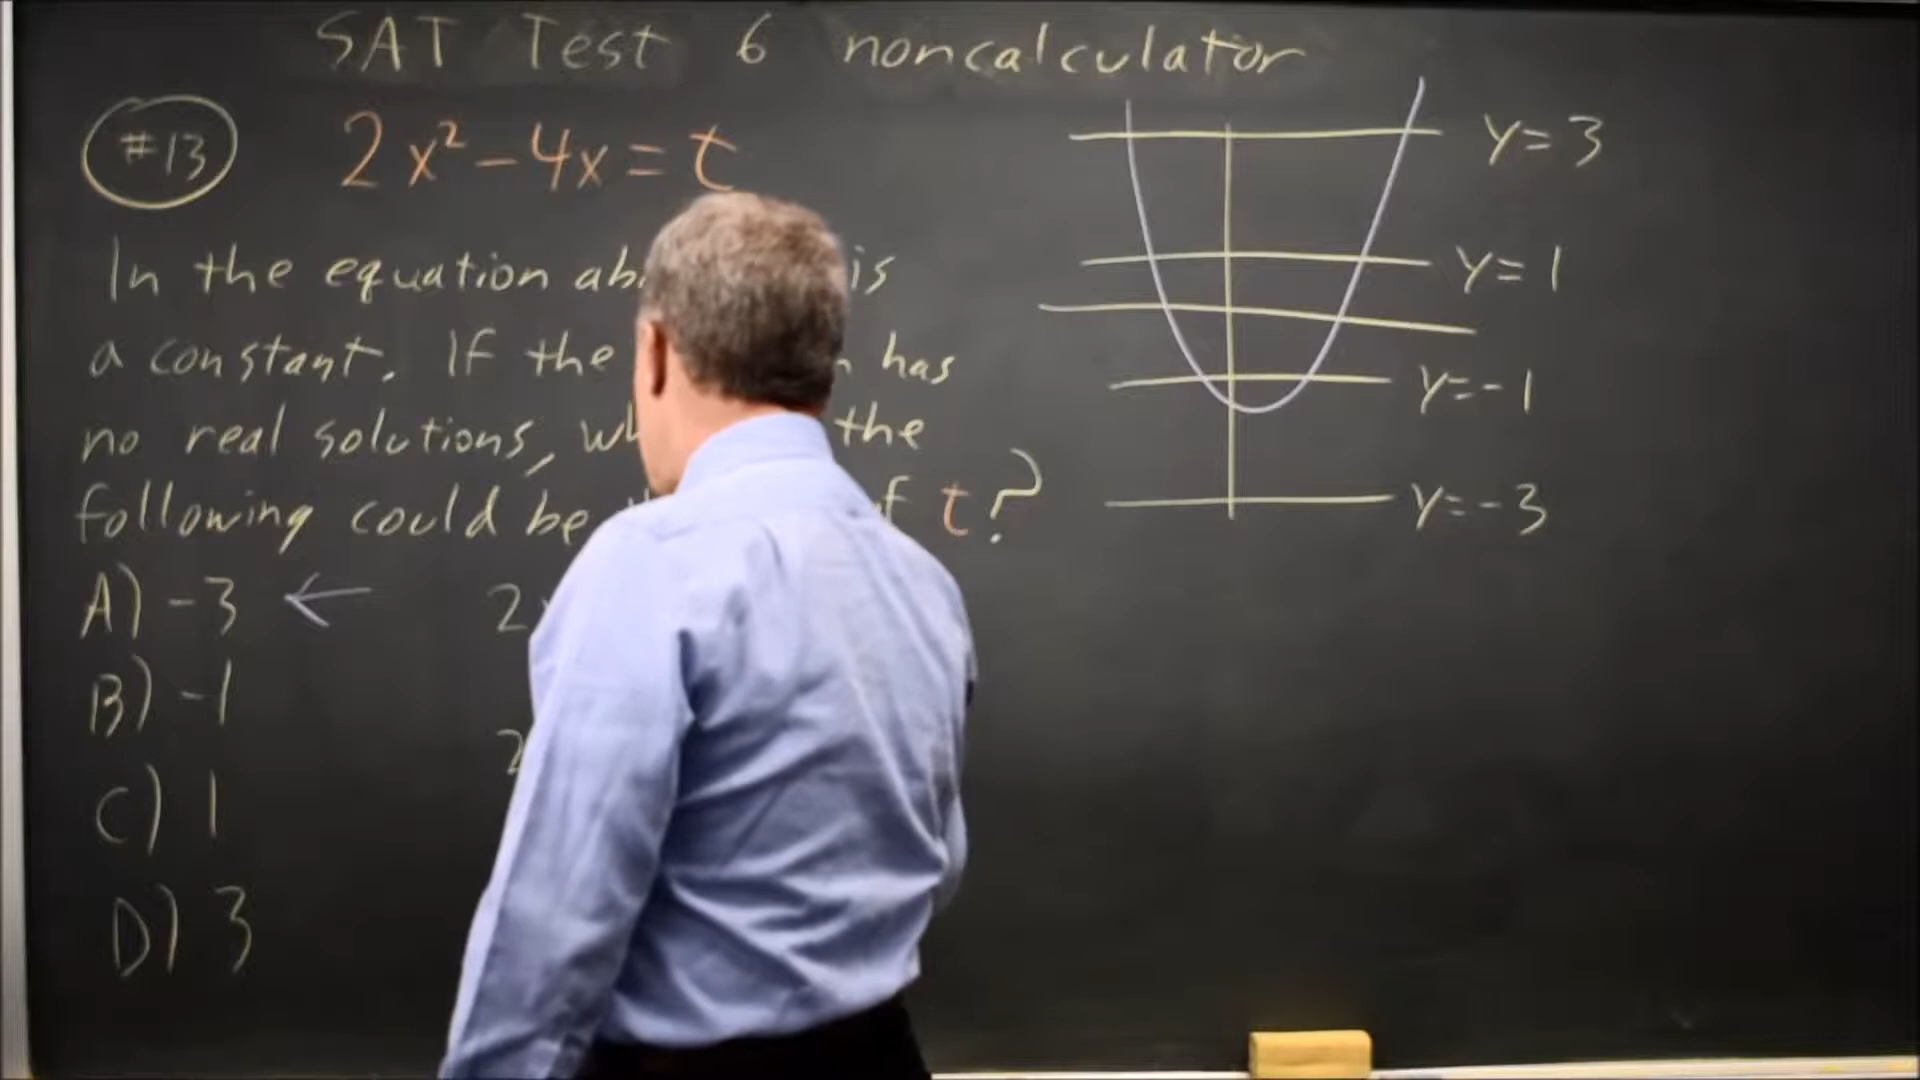 SAT Test 6 noncalculator
#13
2x² - 4x = t
In the equation is
a constant. If the has
no real solutions, the
following could be t?
A) -3 ←
B) -1
C) 1
D) 3
2
2
y = 3
y = 1
y = -1
y = -3